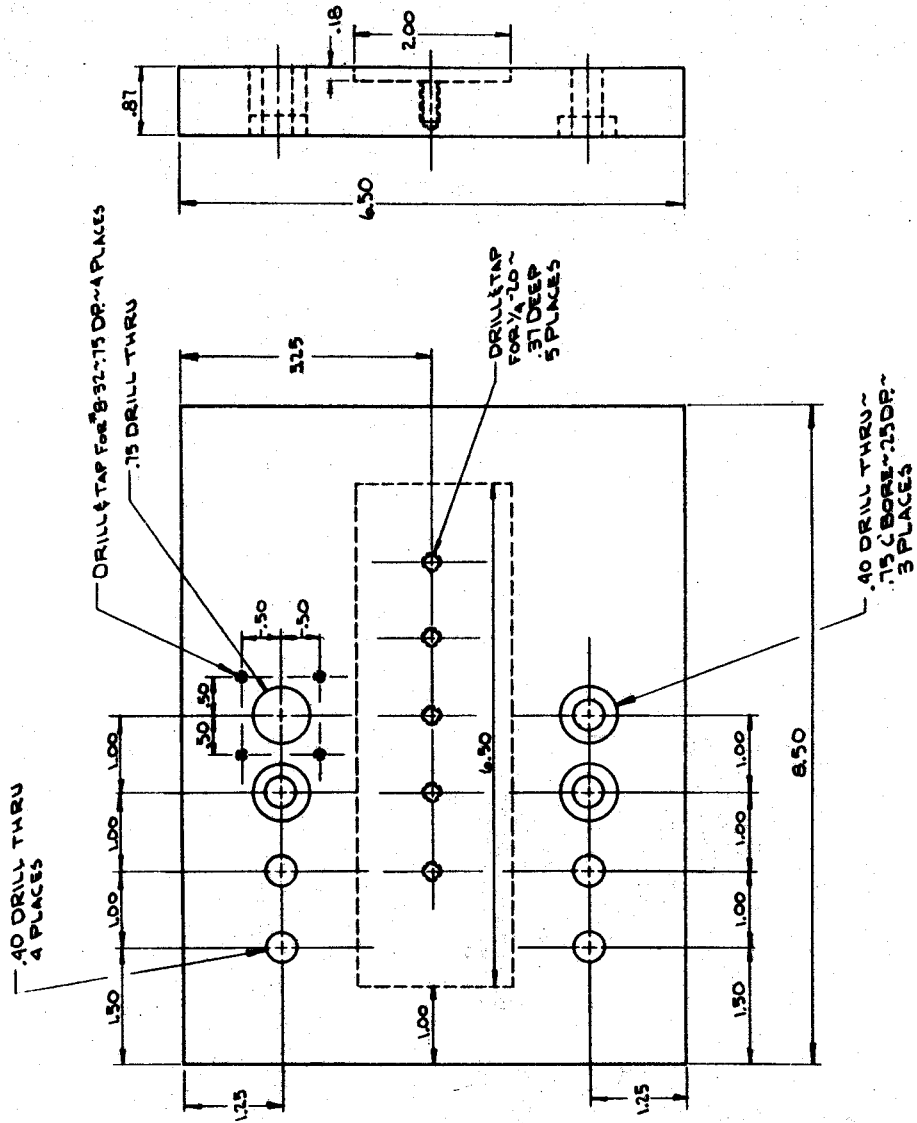 .40 DRILL THRU
4 PLACES
DRILL & TAP FOR #8-32~.75 DP.~4 PLACES
.75 DRILL THRU
.87
.18
2.00
6.50
1.50
1.00
1.00
1.00
.50
.50
.50
.50
3.25
DRILL & TAP
FOR 1/4-20~
.37 DEEP
5 PLACES
1.25
1.00
6.50
1.25
1.50
1.00
1.00
1.00
8.50
.40 DRILL THRU~
.75 C'BORE~.25 DP.~
3 PLACES